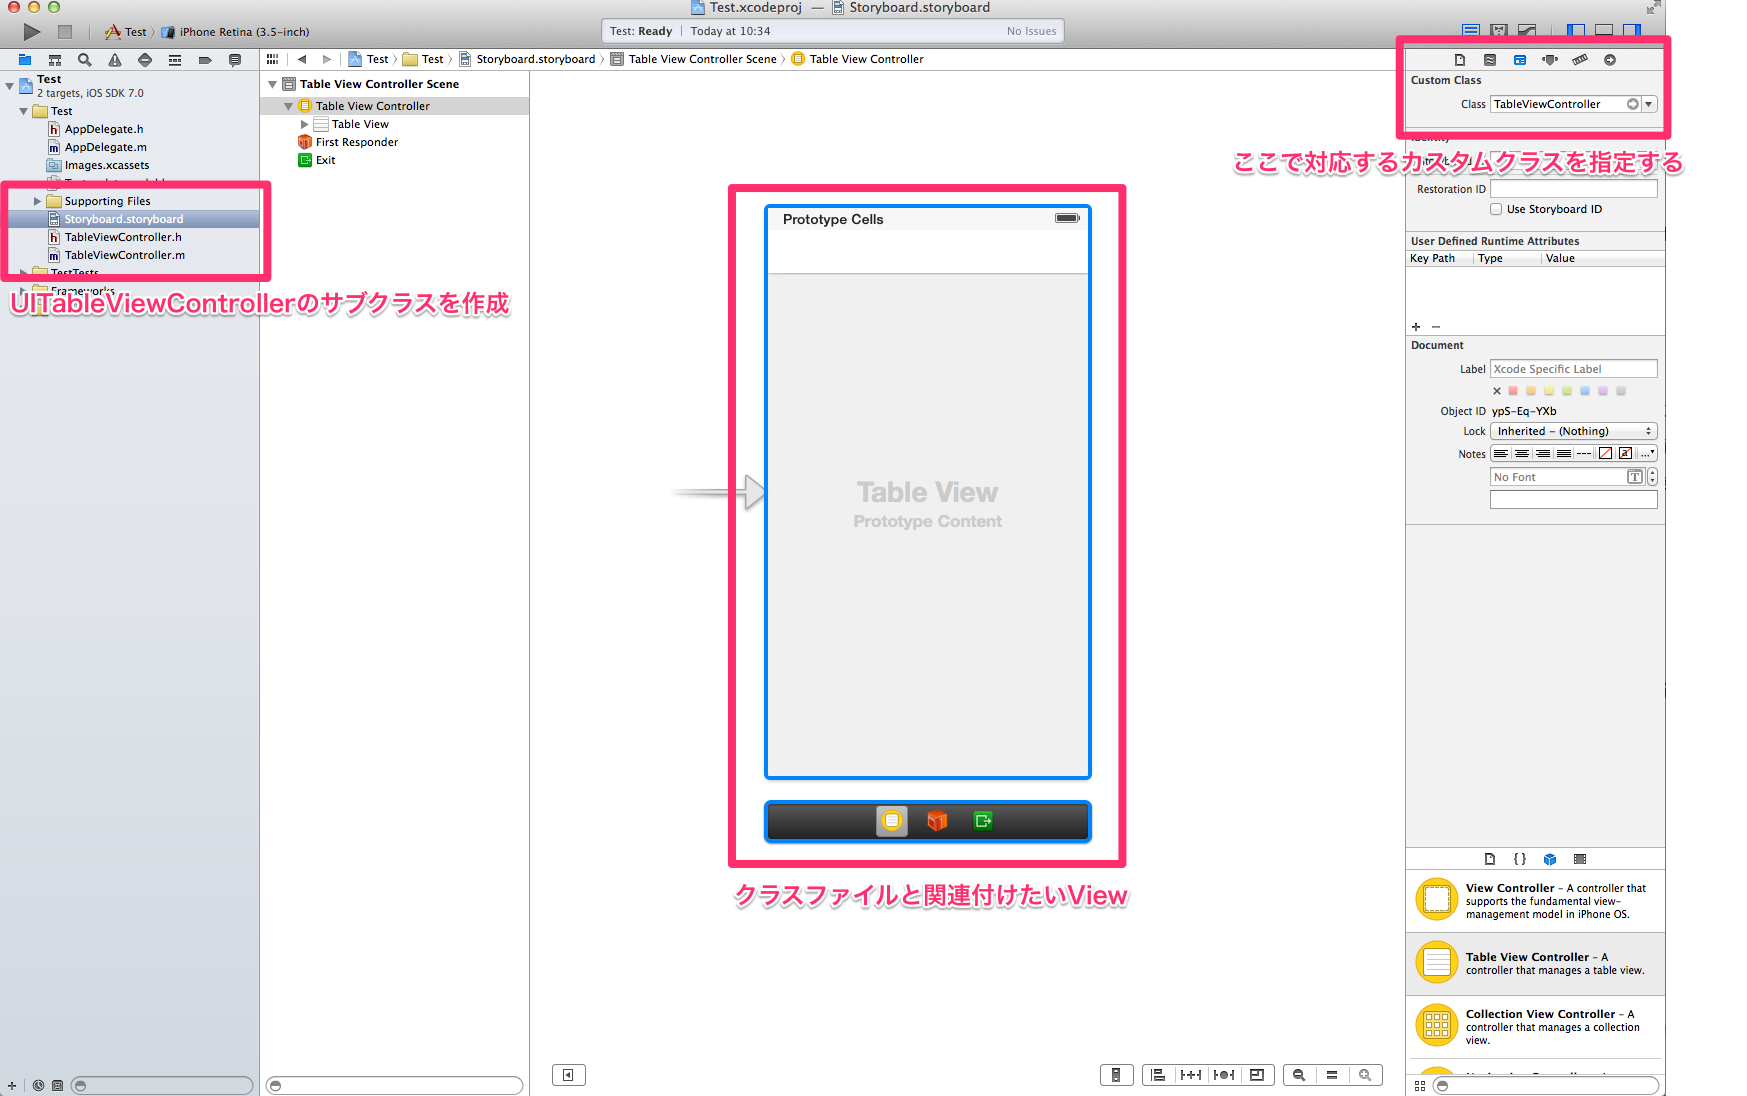 Test.xcodeproj — Storyboard.storyboard
Test
iPhone Retina (3.5-inch)
Test: Ready
Today at 10:34
No Issues
Test
Test
Storyboard.storyboard
Table View Controller Scene
Table View Controller
Test
2 targets, iOS SDK 7.0
Test
AppDelegate.h
AppDelegate.m
Images.xcassets
Supporting Files
Storyboard.storyboard
TableViewController.h
TableViewController.m
TestTests
Frameworks
UITableViewControllerのサブクラスを作成
Table View Controller Scene
Table View Controller
Table View
First Responder
Exit
Prototype Cells
Table View
Prototype Content
クラスファイルと関連付けたいView
Custom Class
Class
TableViewController
Identity
ここで対応するカスタムクラスを指定する
Restoration ID
Use Storyboard ID
User Defined Runtime Attributes
Key Path
Type
Value
Document
Label
Xcode Specific Label
Object ID
ypS-Eq-YXb
Lock
Inherited - (Nothing)
Notes
No Font
View Controller - A controller that
supports the fundamental view-
management model in iPhone OS.
Table View Controller - A
controller that manages a table view.
Collection View Controller - A
controller that manages a collection
view.